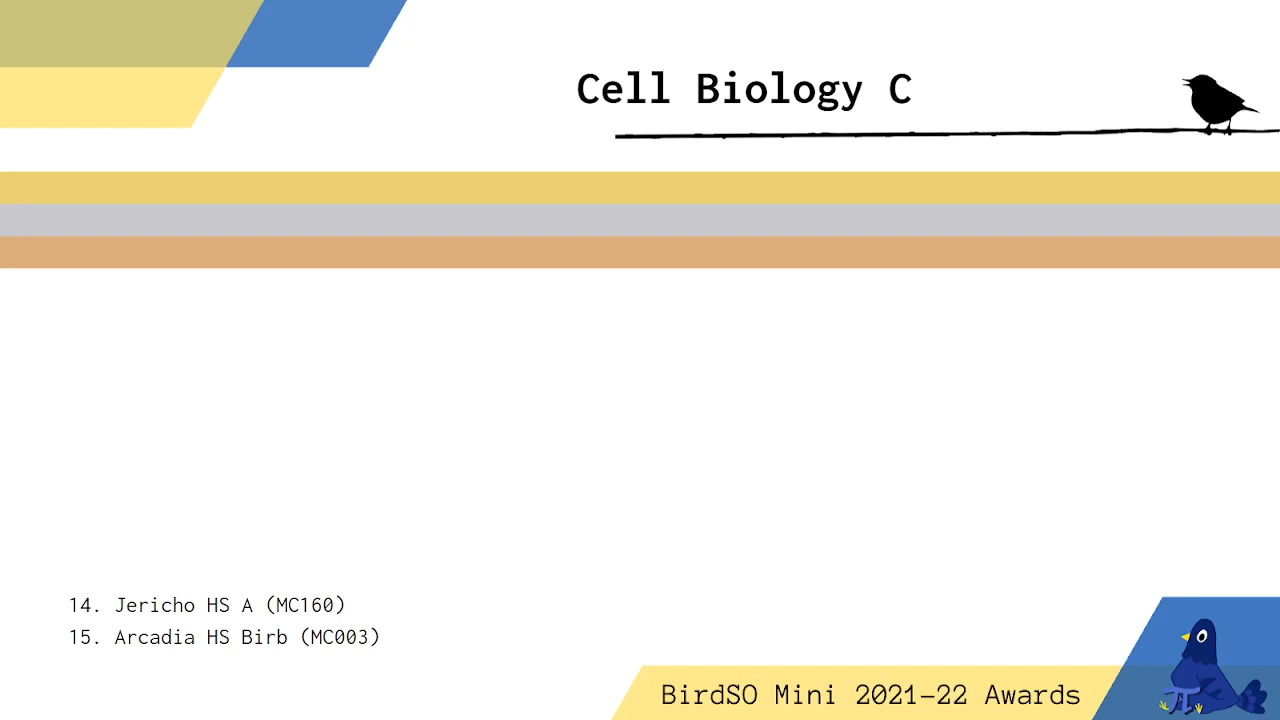 Cell Biology C
14. Jericho HS A (MC160)
15. Arcadia HS Birb (MC003)
BirdSO Mini 2021-22 Awards